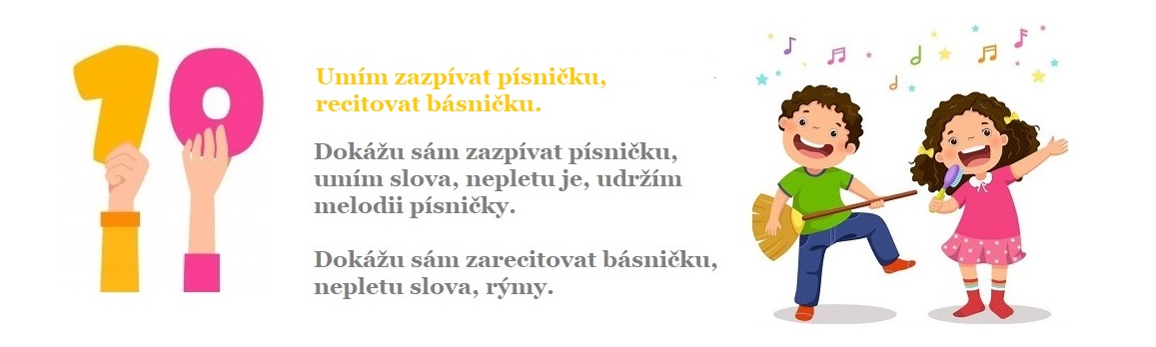 10
Umím zazpívat písničku,
recitovat básničku.
Dokážu sám zazpívat písničku,
umím slova, nepletu je, udržím
melodii písničky.
Dokážu sám zarecitovat básničku,
nepletu slova, rýmy.